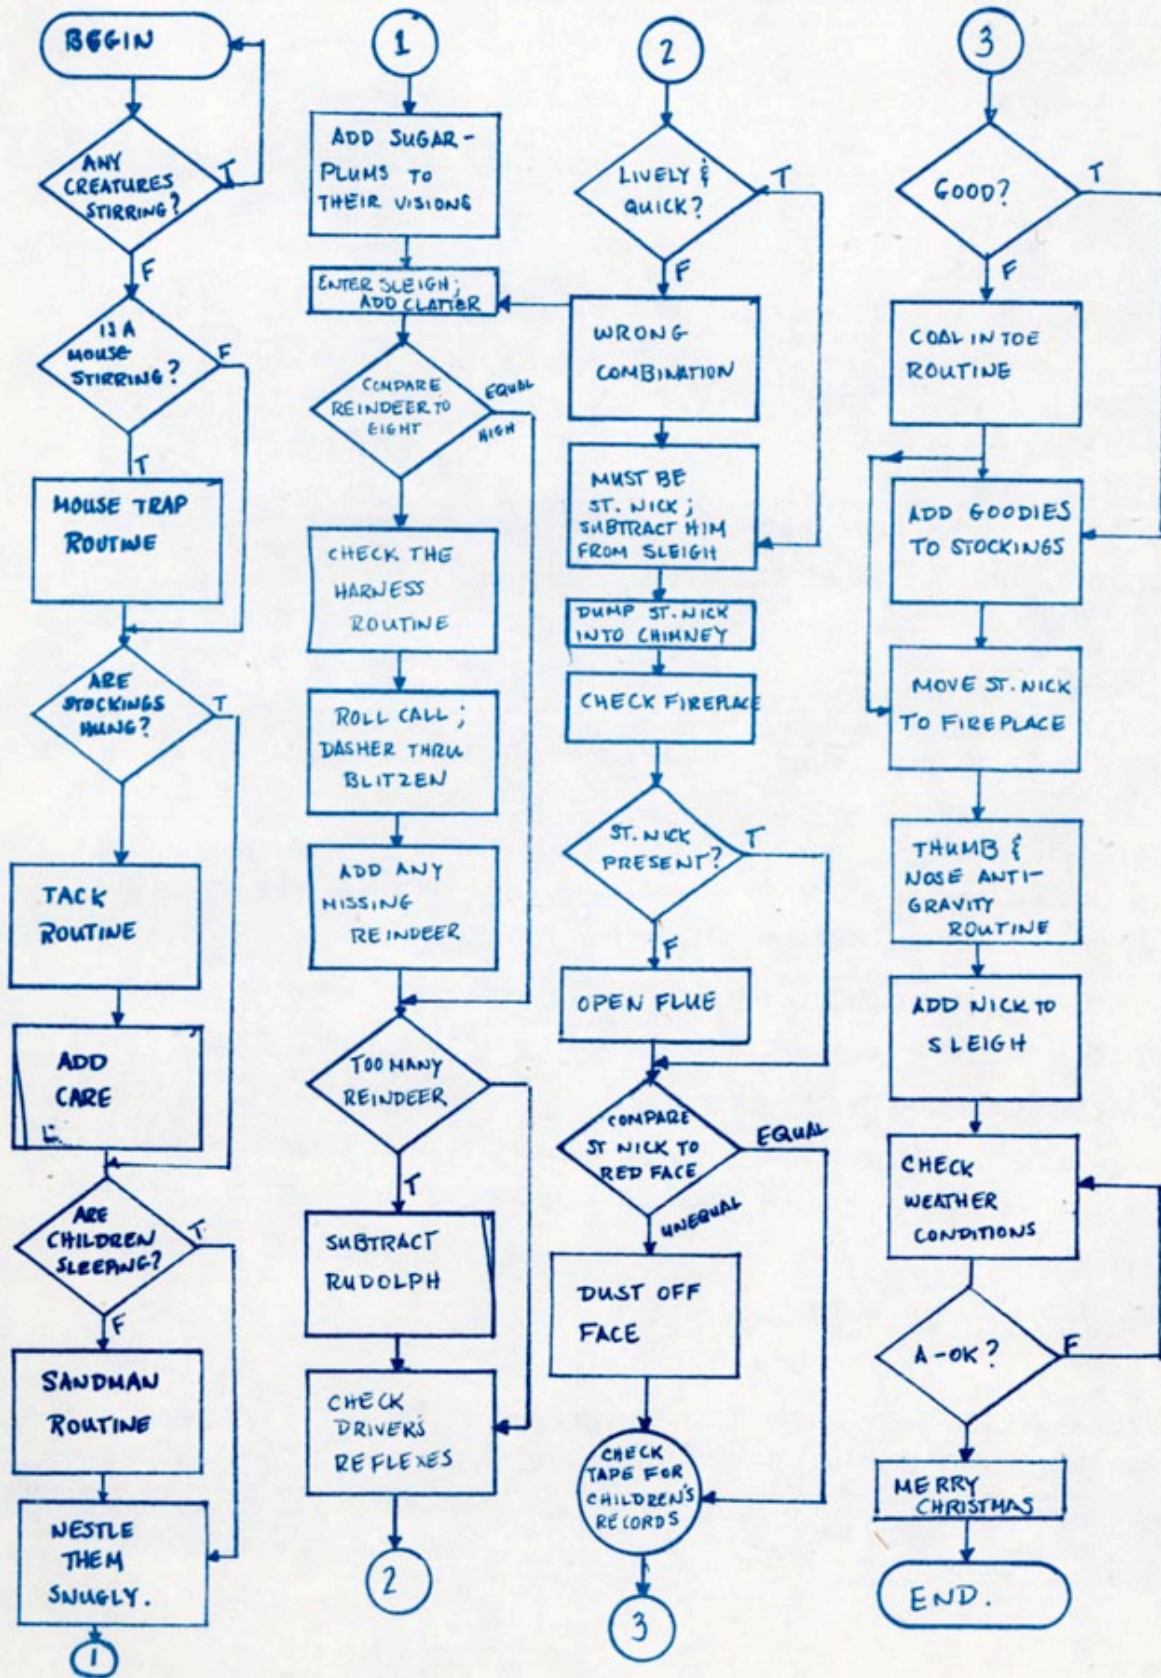 BEGIN
ANY
CREATURES
STIRRING?
T
F
IS A
MOUSE
STIRRING?
F
T
MOUSE TRAP
ROUTINE
ARE
STOCKINGS
HUNG?
T
TACK
ROUTINE
ADD
CARE
ARE
CHILDREN
SLEEPING?
T
F
SANDMAN
ROUTINE
NESTLE
THEM
SNUGLY.
1
1
ADD SUGAR-
PLUMS TO
THEIR VISIONS
ENTER SLEIGH;
ADD CLATTER
COMPARE
REINDEER TO
EIGHT
EQUAL
HIGH
CHECK THE
HARNESS
ROUTINE
ROLL CALL;
DASHER THRU
BLITZEN
ADD ANY
MISSING
REINDEER
TOO MANY
REINDEER
T
SUBTRACT
RUDOLPH
CHECK
DRIVER'S
REFLEXES
2
2
LIVELY &
QUICK?
T
F
WRONG
COMBINATION
MUST BE
ST. NICK;
SUBTRACT HIM
FROM SLEIGH
DUMP ST. NICK
INTO CHIMNEY
CHECK FIREPLACE
ST. NICK
PRESENT?
T
F
OPEN FLUE
COMPARE
ST NICK TO
RED FACE
EQUAL
UNEQUAL
DUST OFF
FACE
CHECK
TAPE FOR
CHILDREN'S
RECORDS
3
3
GOOD?
T
F
COAL IN TOE
ROUTINE
ADD GOODIES
TO STOCKINGS
MOVE ST. NICK
TO FIREPLACE
THUMB &
NOSE ANTI-
GRAVITY
ROUTINE
ADD NICK TO
SLEIGH
CHECK
WEATHER
CONDITIONS
A-OK?
F
MERRY
CHRISTMAS
END.